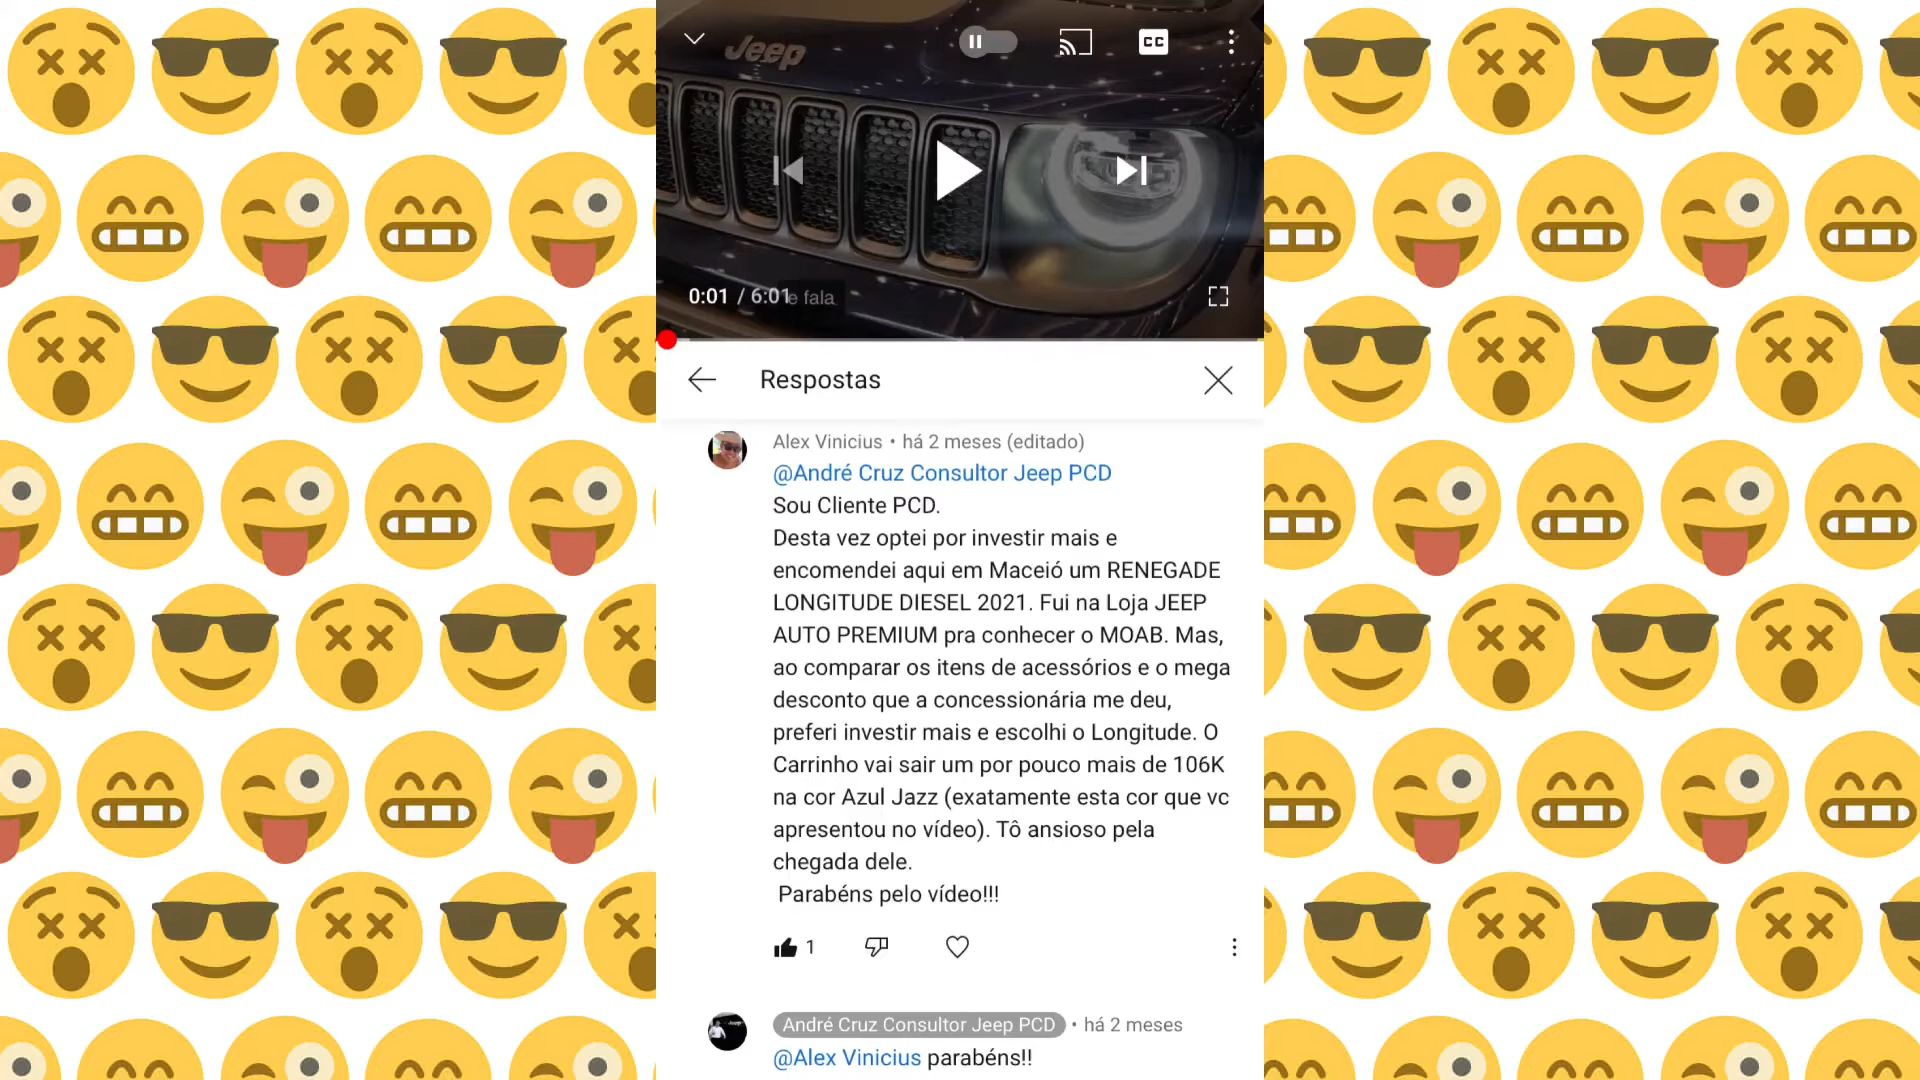 Jeep
CC
0:01 / 6:01
e fala
Respostas
Alex Vinicius • há 2 meses (editado)
@André Cruz Consultor Jeep PCD
Sou Cliente PCD.
Desta vez optei por investir mais e
encomendei aqui em Maceió um RENEGADE
LONGITUDE DIESEL 2021. Fui na Loja JEEP
AUTO PREMIUM pra conhecer o MOAB. Mas,
ao comparar os itens de acessórios e o mega
desconto que a concessionária me deu,
preferi investir mais e escolhi o Longitude. O
Carrinho vai sair um por pouco mais de 106K
na cor Azul Jazz (exatamente esta cor que vc
apresentou no vídeo). Tô ansioso pela
chegada dele.
Parabéns pelo vídeo!!!
1
André Cruz Consultor Jeep PCD • há 2 meses
@Alex Vinicius parabéns!!